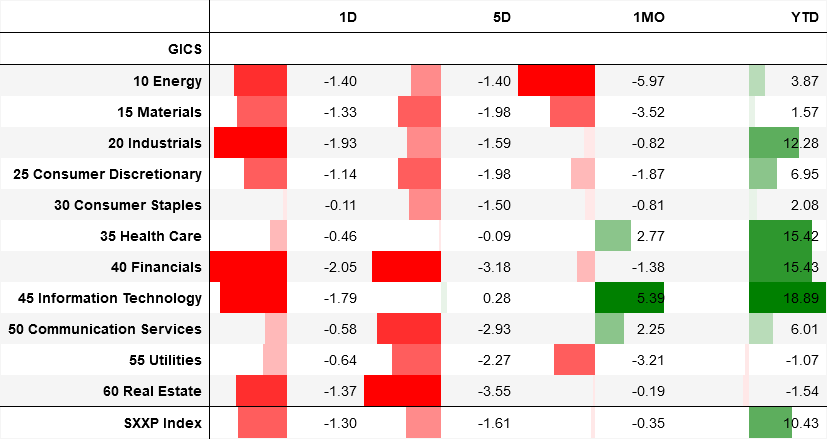 1D 5D 1MO YTD
GICS
10 Energy -1.40 -1.40 -5.97 3.87
15 Materials -1.33 -1.98 -3.52 1.57
20 Industrials -1.93 -1.59 -0.82 12.28
25 Consumer Discretionary -1.14 -1.98 -1.87 6.95
30 Consumer Staples -0.11 -1.50 -0.81 2.08
35 Health Care -0.46 -0.09 2.77 15.42
40 Financials -2.05 -3.18 -1.38 15.43
45 Information Technology -1.79 0.28 5.39 18.89
50 Communication Services -0.58 -2.93 2.25 6.01
55 Utilities -0.64 -2.27 -3.21 -1.07
60 Real Estate -1.37 -3.55 -0.19 -1.54
SXXP Index -1.30 -1.61 -0.35 10.43